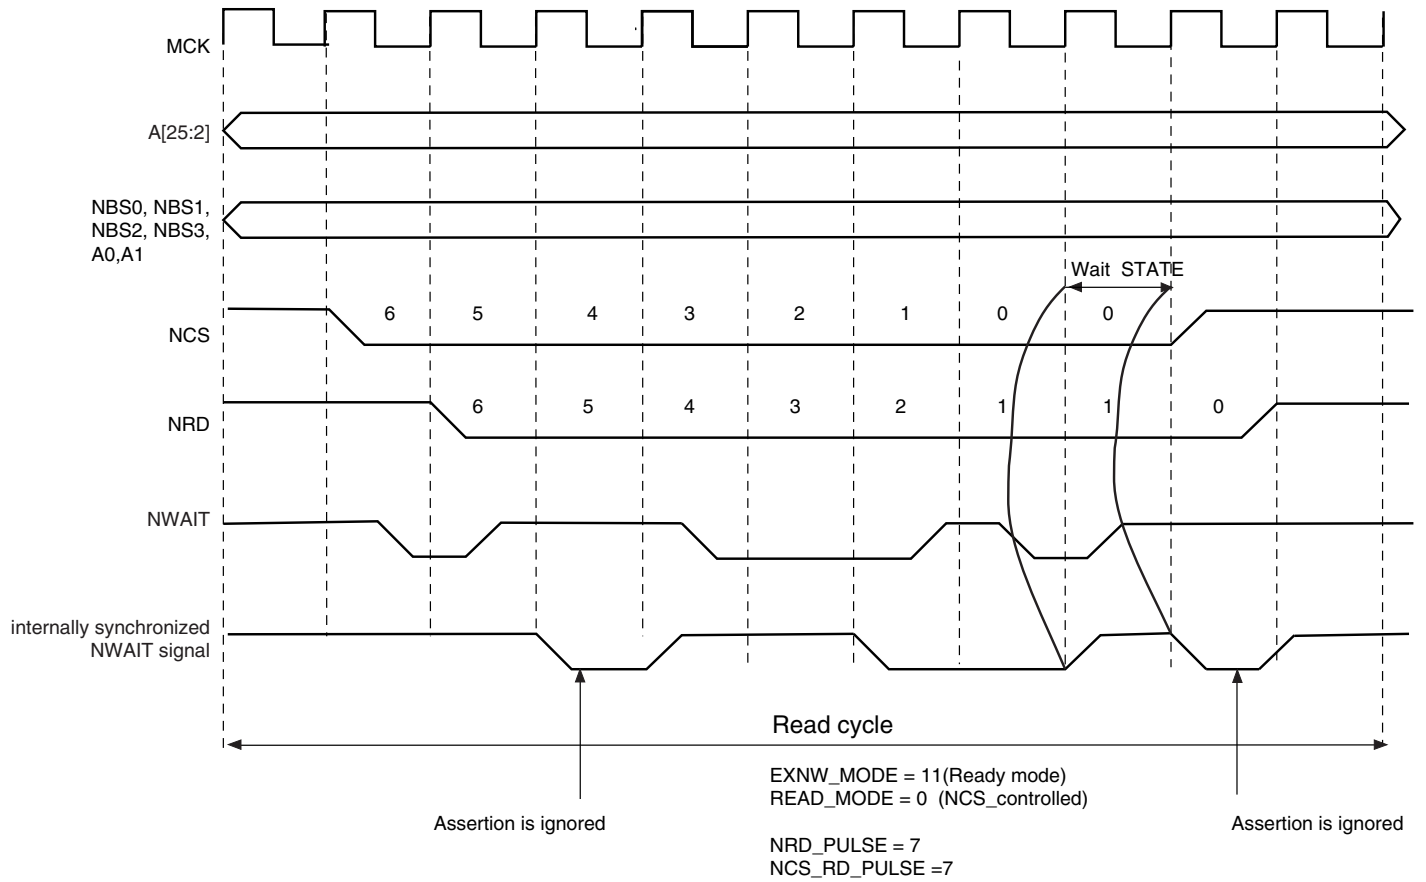 MCK
A[25:2]
NBS0, NBS1,
NBS2, NBS3,
A0,A1
Wait STATE
NCS
6 5 4 3 2 1 0 0
NRD
6 5 4 3 2 1 1 0
NWAIT
internally synchronized
NWAIT signal
Read cycle
EXNW_MODE = 11(Ready mode)
READ_MODE = 0 (NCS_controlled)
Assertion is ignored
Assertion is ignored
NRD_PULSE = 7
NCS_RD_PULSE =7